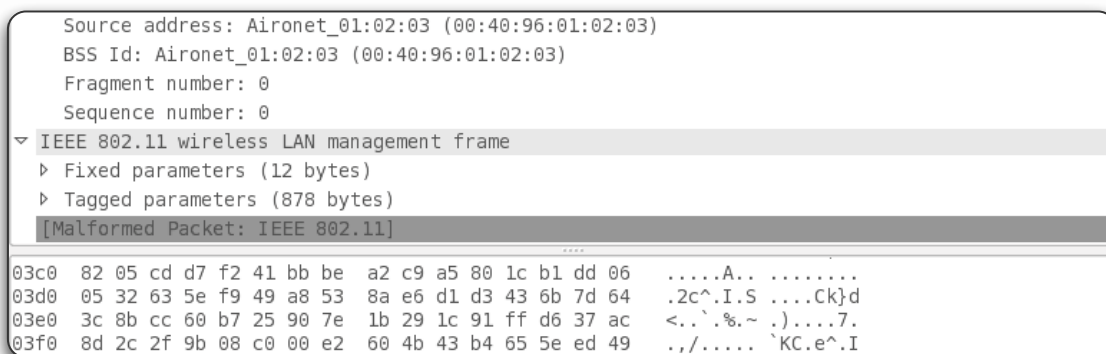 Source address: Aironet_01:02:03 (00:40:96:01:02:03)
BSS Id: Aironet_01:02:03 (00:40:96:01:02:03)
Fragment number: 0
Sequence number: 0
IEEE 802.11 wireless LAN management frame
Fixed parameters (12 bytes)
Tagged parameters (878 bytes)
[Malformed Packet: IEEE 802.11]
03c0  82 05 cd d7 f2 41 bb be  a2 c9 a5 80 1c b1 dd 06  .....A.. ........
03d0  05 32 63 5e f9 49 a8 53  8a e6 d1 d3 43 6b 7d 64  .2c^.I.S ....Ck}d
03e0  3c 8b cc 60 b7 25 90 7e  1b 29 1c 91 ff d6 37 ac  <..`.%.~ .)....7.
03f0  8d 2c 2f 9b 08 c0 00 e2  60 4b 43 b4 65 5e ed 49  .,/..... `KC.e^.I